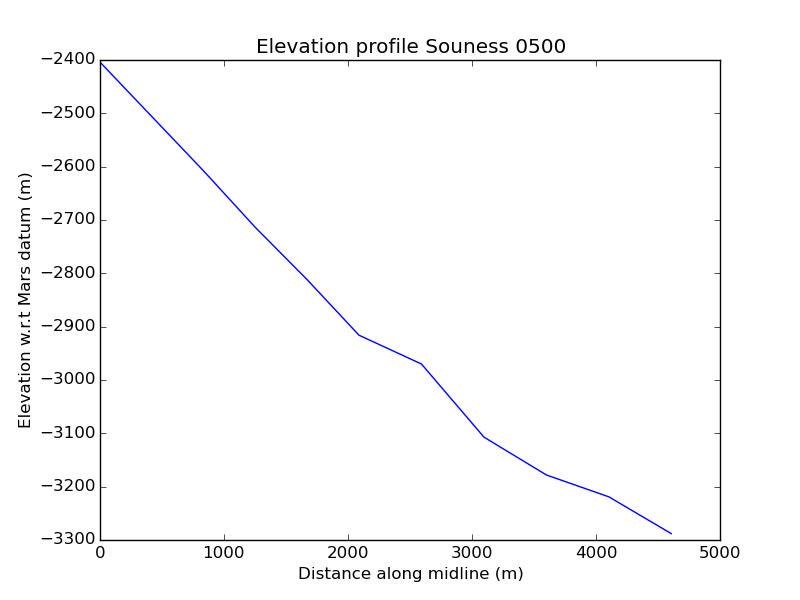 Elevation profile Souness 0500
−2400
−2500
−2600
−2700
−2800
−2900
−3000
−3100
−3200
−3300
Elevation w.r.t Mars datum (m)
0 1000 2000 3000 4000 5000
Distance along midline (m)